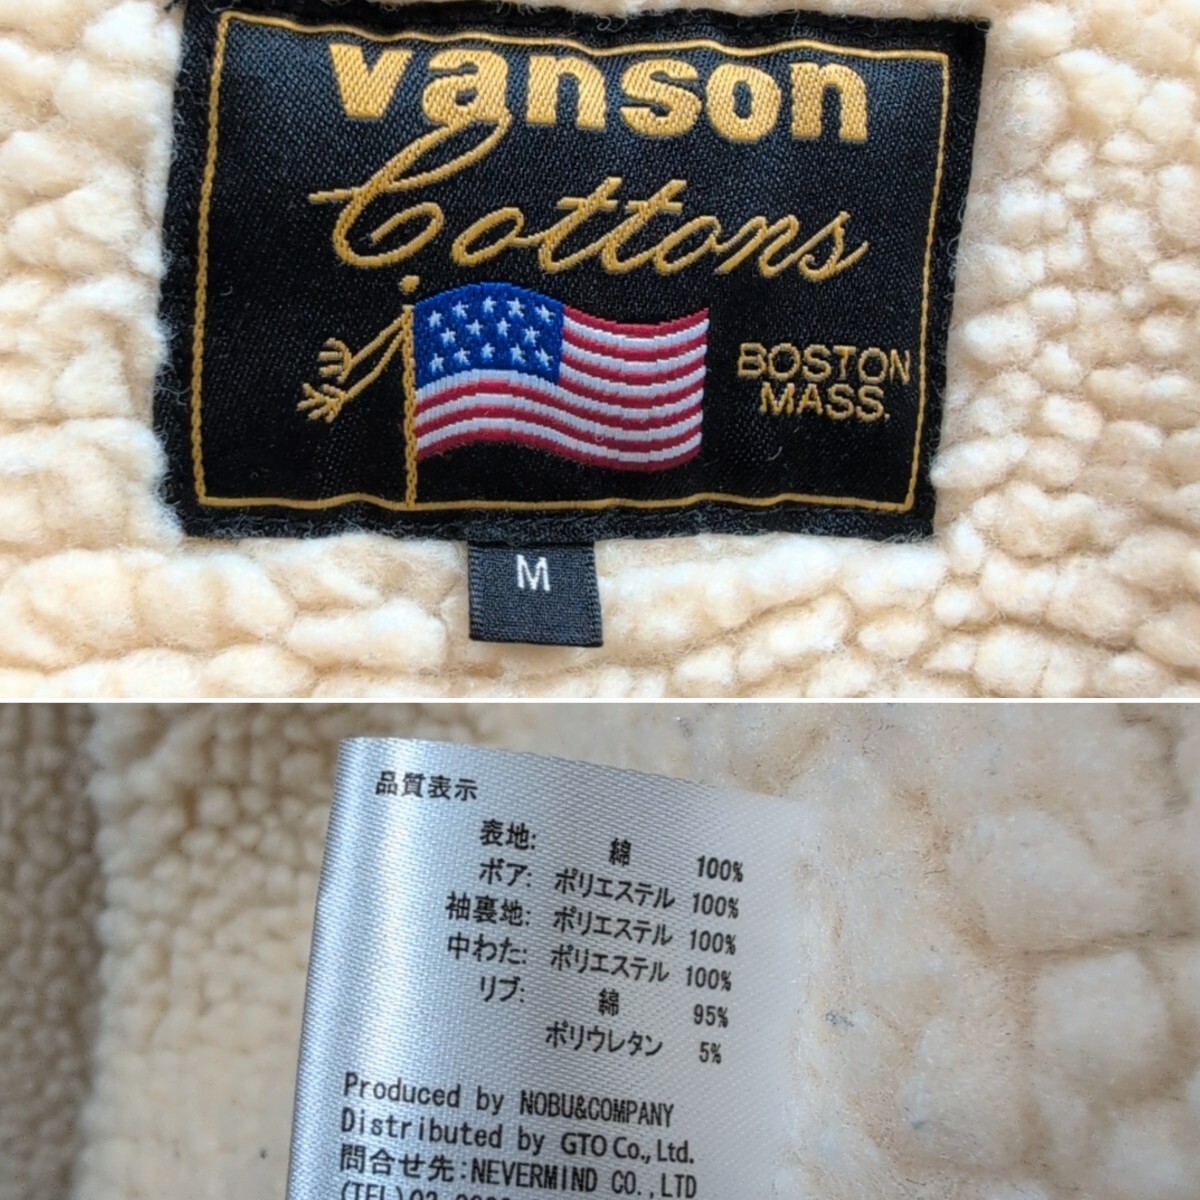 vanson
Cottons
BOSTON
MASS.
M
品質表示
表地: 綿 100%
ボア: ポリエステル 100%
袖裏地: ポリエステル 100%
中わた: ポリエステル 100%
リブ: 綿 95%
ポリウレタン 5%
Produced by NOBU&COMPANY
Distributed by GTO Co., Ltd.
問合せ先:NEVERMIND CO.,LTD
(TEL)03